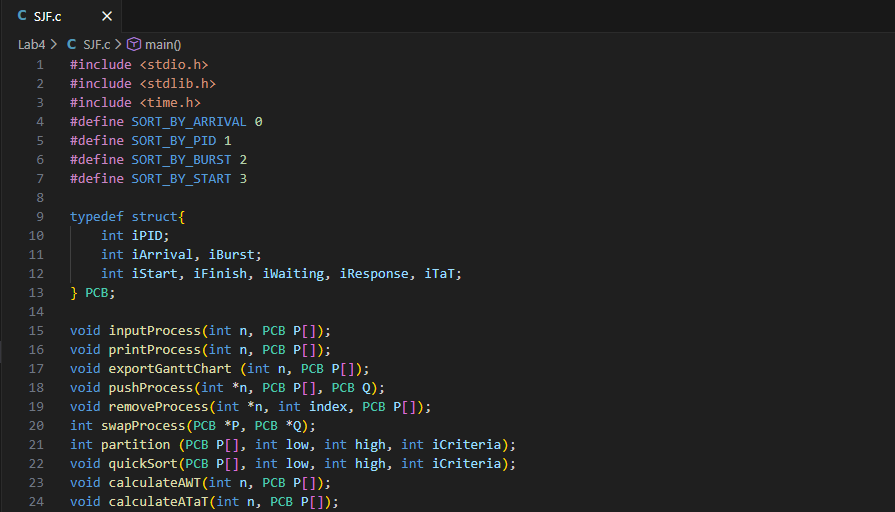 C SJF.c ×
Lab4 > C SJF.c > main()
1 #include <stdio.h>
2 #include <stdlib.h>
3 #include <time.h>
4 #define SORT_BY_ARRIVAL 0
5 #define SORT_BY_PID 1
6 #define SORT_BY_BURST 2
7 #define SORT_BY_START 3
8
9 typedef struct{
10     int iPID;
11     int iArrival, iBurst;
12     int iStart, iFinish, iWaiting, iResponse, iTaT;
13 } PCB;
14
15 void inputProcess(int n, PCB P[]);
16 void printProcess(int n, PCB P[]);
17 void exportGanttChart (int n, PCB P[]);
18 void pushProcess(int *n, PCB P[], PCB Q);
19 void removeProcess(int *n, int index, PCB P[]);
20 int swapProcess(PCB *P, PCB *Q);
21 int partition (PCB P[], int low, int high, int iCriteria);
22 void quickSort(PCB P[], int low, int high, int iCriteria);
23 void calculateAWT(int n, PCB P[]);
24 void calculateATaT(int n, PCB P[]);